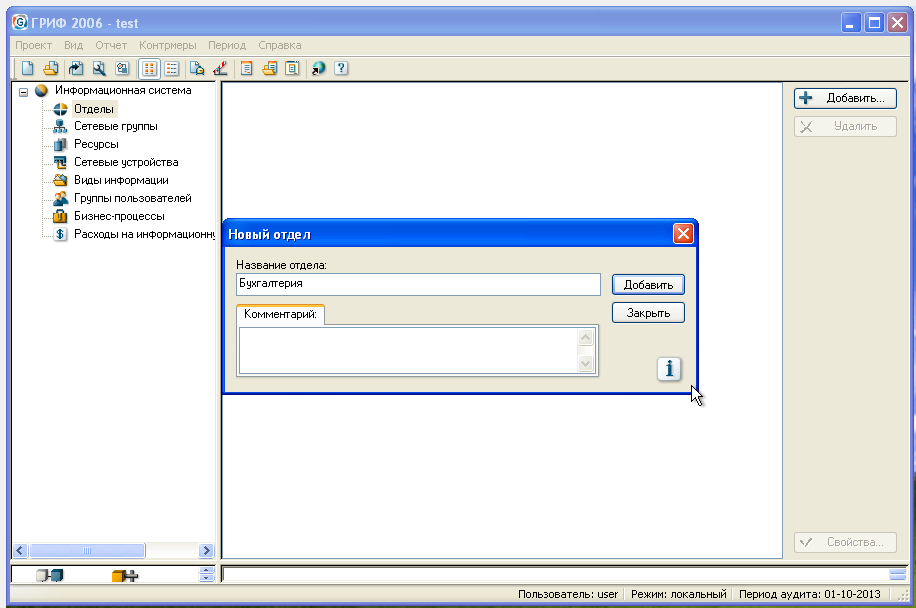 ГРИФ 2006 - test
Проект Вид Отчет Контрмеры Период Справка
Информационная система
Отделы
Сетевые группы
Ресурсы
Сетевые устройства
Виды информации
Группы пользователей
Бизнес-процессы
Расходы на информационну
Добавить...
Удалить
Новый отдел
Название отдела:
Бухгалтерия
Добавить
Комментарий:
Закрыть
Свойства...
Пользователь: user Режим: локальный Период аудита: 01-10-2013